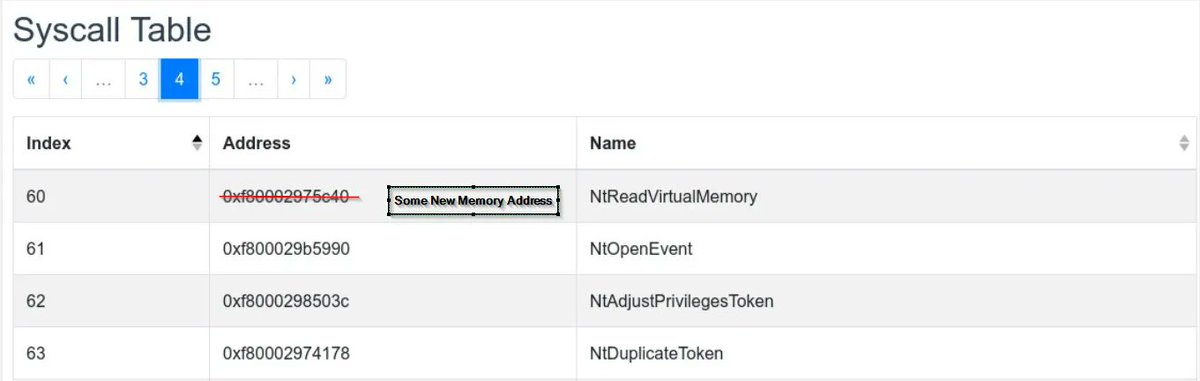 Syscall Table
« ‹ … 3 4 5 … › »
Index Address Name
60 0xf80002975c40 Some New Memory Address NtReadVirtualMemory
61 0xf800029b5990 NtOpenEvent
62 0xf8000298503c NtAdjustPrivilegesToken
63 0xf80002974178 NtDuplicateToken